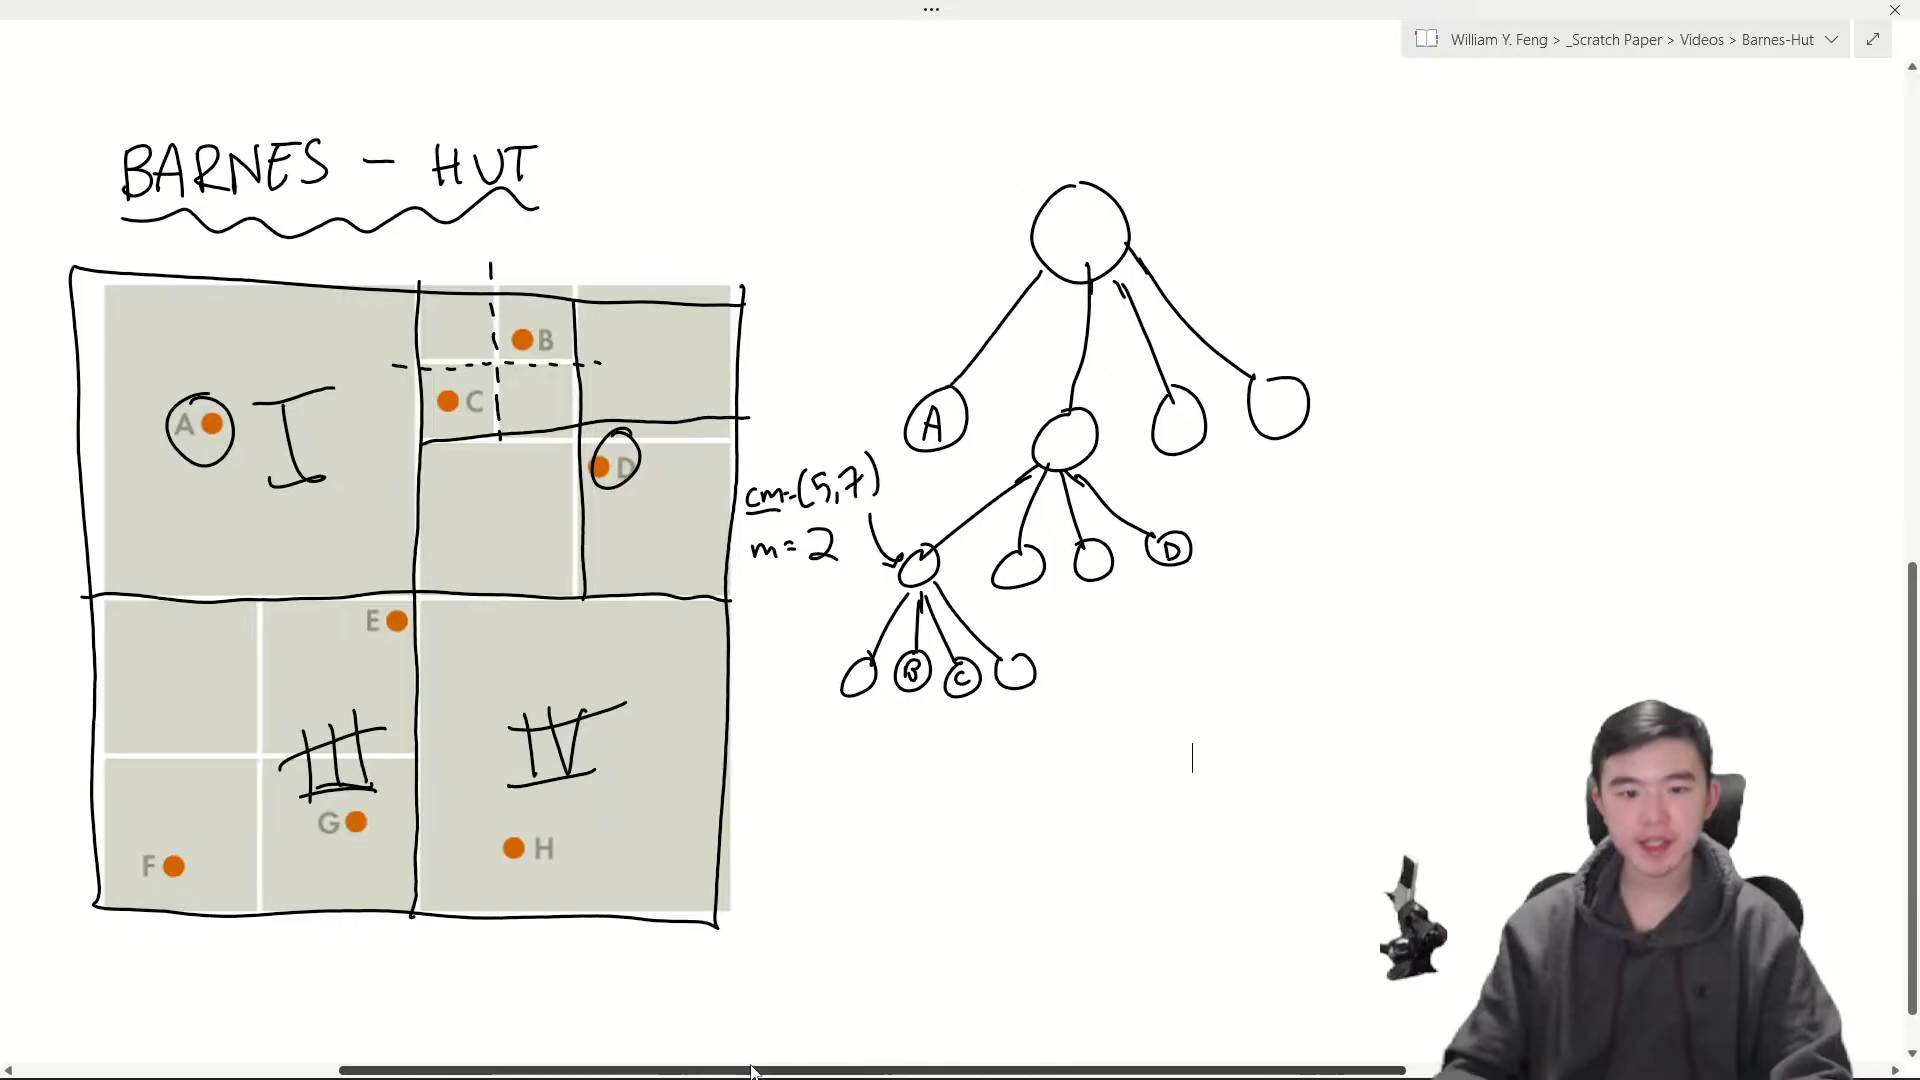 ...
William Y. Feng > _Scratch Paper > Videos > Barnes-Hut
BARNES - HUT
B
C
A
I
D
E
III
IV
G
H
F
A
cm=(5,7)
m=2
D
B
C